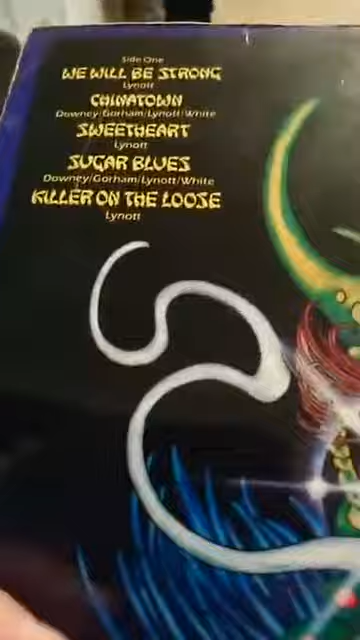 Side One
WE WILL BE STRONG
Lynott
CHINATOWN
Downey/Gorham/Lynott/White
SWEETHEART
Lynott
SUGAR BLUES
Downey/Gorham/Lynott/White
KILLER ON THE LOOSE
Lynott